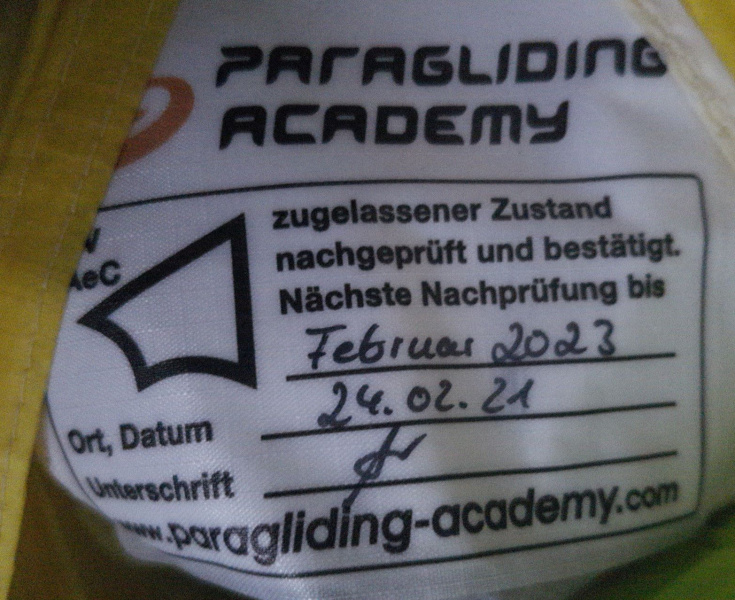 PARAGLIDING
ACADEMY
zugelassener Zustand
nachgeprüft und bestätigt.
AeC
Nächste Nachprüfung bis
Februar 2023
24.02.21
Ort, Datum
Unterschrift
www.paragliding-academy.com